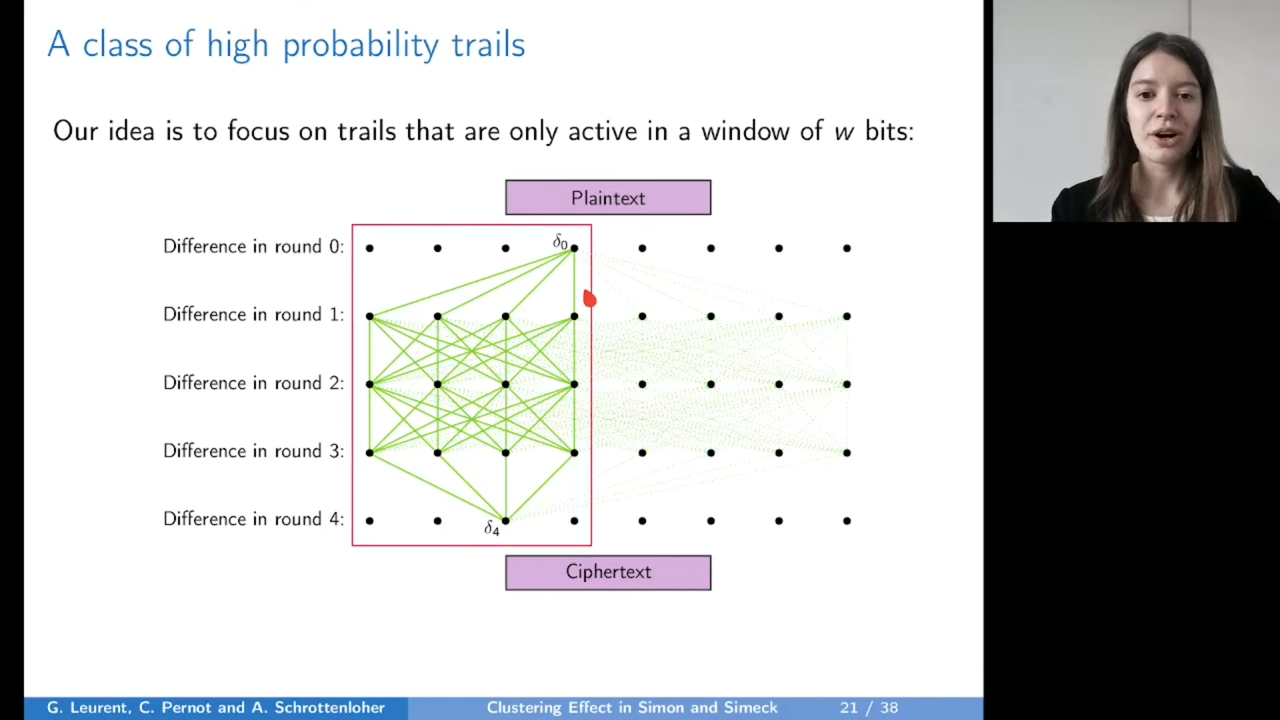 A class of high probability trails
Our idea is to focus on trails that are only active in a window of w bits:
Plaintext
Difference in round 0:
δ0
Difference in round 1:
Difference in round 2:
Difference in round 3:
Difference in round 4:
δ4
Ciphertext
G. Leurent, C. Pernot and A. Schrottenloher
Clustering Effect in Simon and Simeck
21 / 38